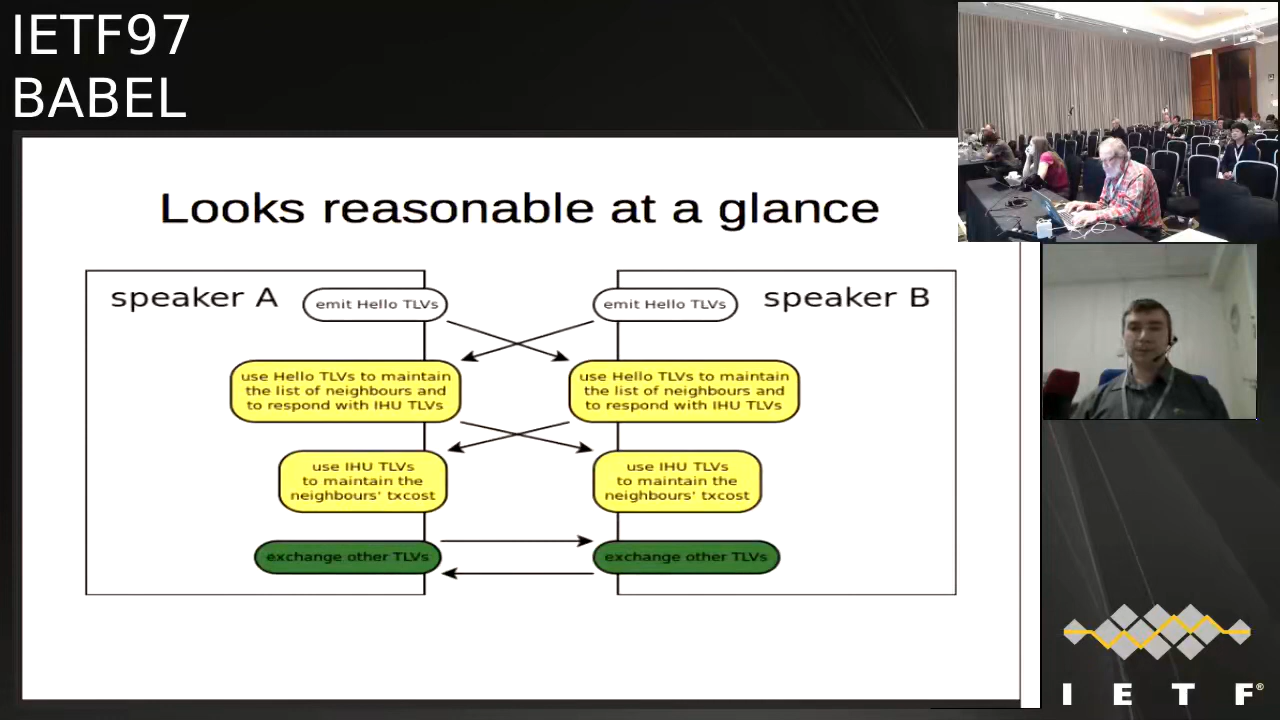 IETF97
BABEL
Looks reasonable at a glance
speaker A
emit Hello TLVs
emit Hello TLVs
speaker B
use Hello TLVs to maintain
the list of neighbours and
to respond with IHU TLVs
use Hello TLVs to maintain
the list of neighbours and
to respond with IHU TLVs
use IHU TLVs
to maintain the
neighbours' txcost
use IHU TLVs
to maintain the
neighbours' txcost
exchange other TLVs
exchange other TLVs
I E T F®